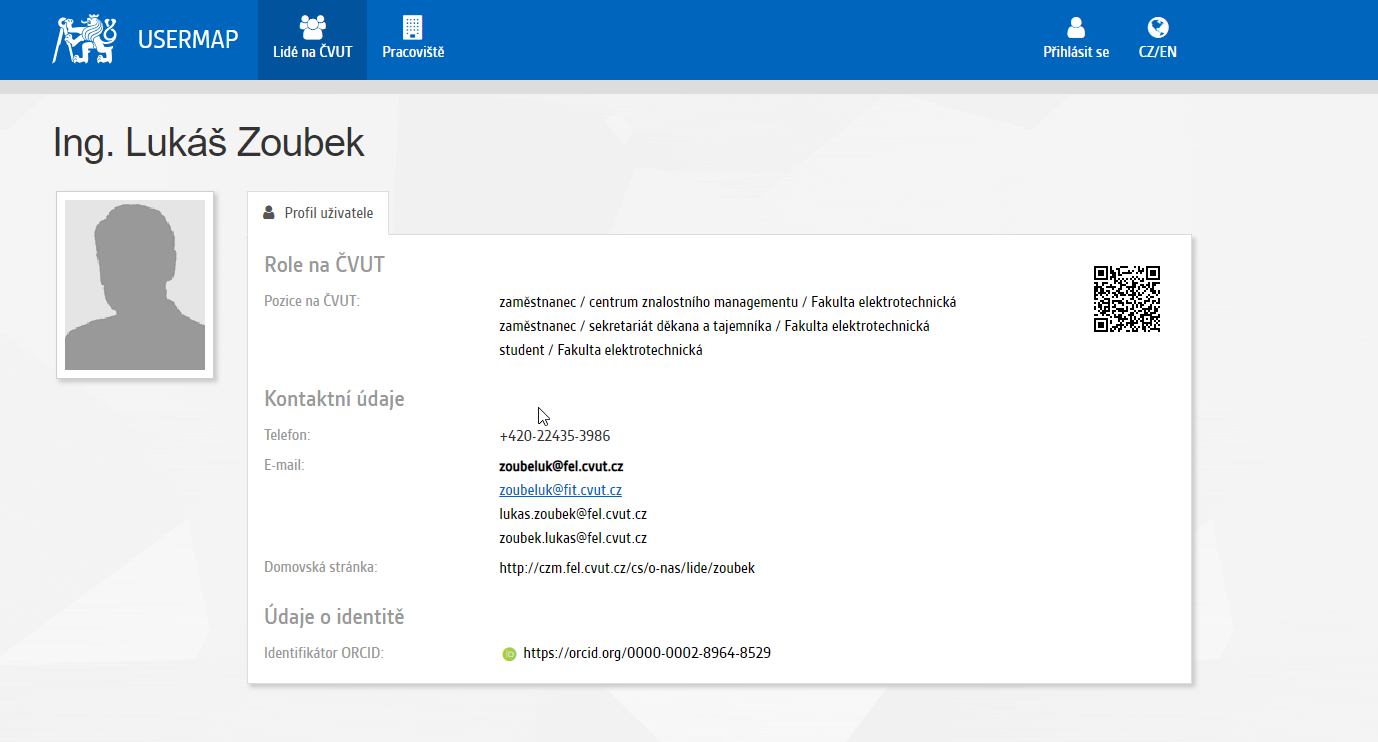 USERMAP
Lidé na ČVUT
Pracoviště
Přihlásit se
CZ/EN
Ing. Lukáš Zoubek
Profil uživatele
Role na ČVUT
Pozice na ČVUT:
zaměstnanec / centrum znalostního managementu / Fakulta elektrotechnická
zaměstnanec / sekretariát děkana a tajemníka / Fakulta elektrotechnická
student / Fakulta elektrotechnická
Kontaktní údaje
Telefon: +420-22435-3986
E-mail: zoubeluk@fel.cvut.cz
zoubeluk@fit.cvut.cz
lukas.zoubek@fel.cvut.cz
zoubek.lukas@fel.cvut.cz
Domovská stránka: http://czm.fel.cvut.cz/cs/o-nas/lide/zoubek
Údaje o identitě
Identifikátor ORCID: iD https://orcid.org/0000-0002-8964-8529